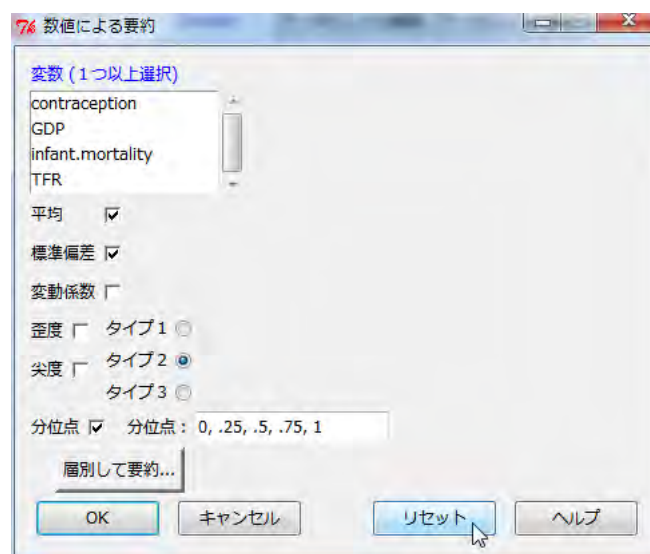 数値による要約
変数 (1つ以上選択)
contraception
GDP
infant.mortality
TFR
平均
標準偏差
変動係数
歪度 タイプ1
尖度 タイプ2
タイプ3
分位点 分位点: 0, .25, .5, .75, 1
層別して要約...
OK キャンセル リセット ヘルプ